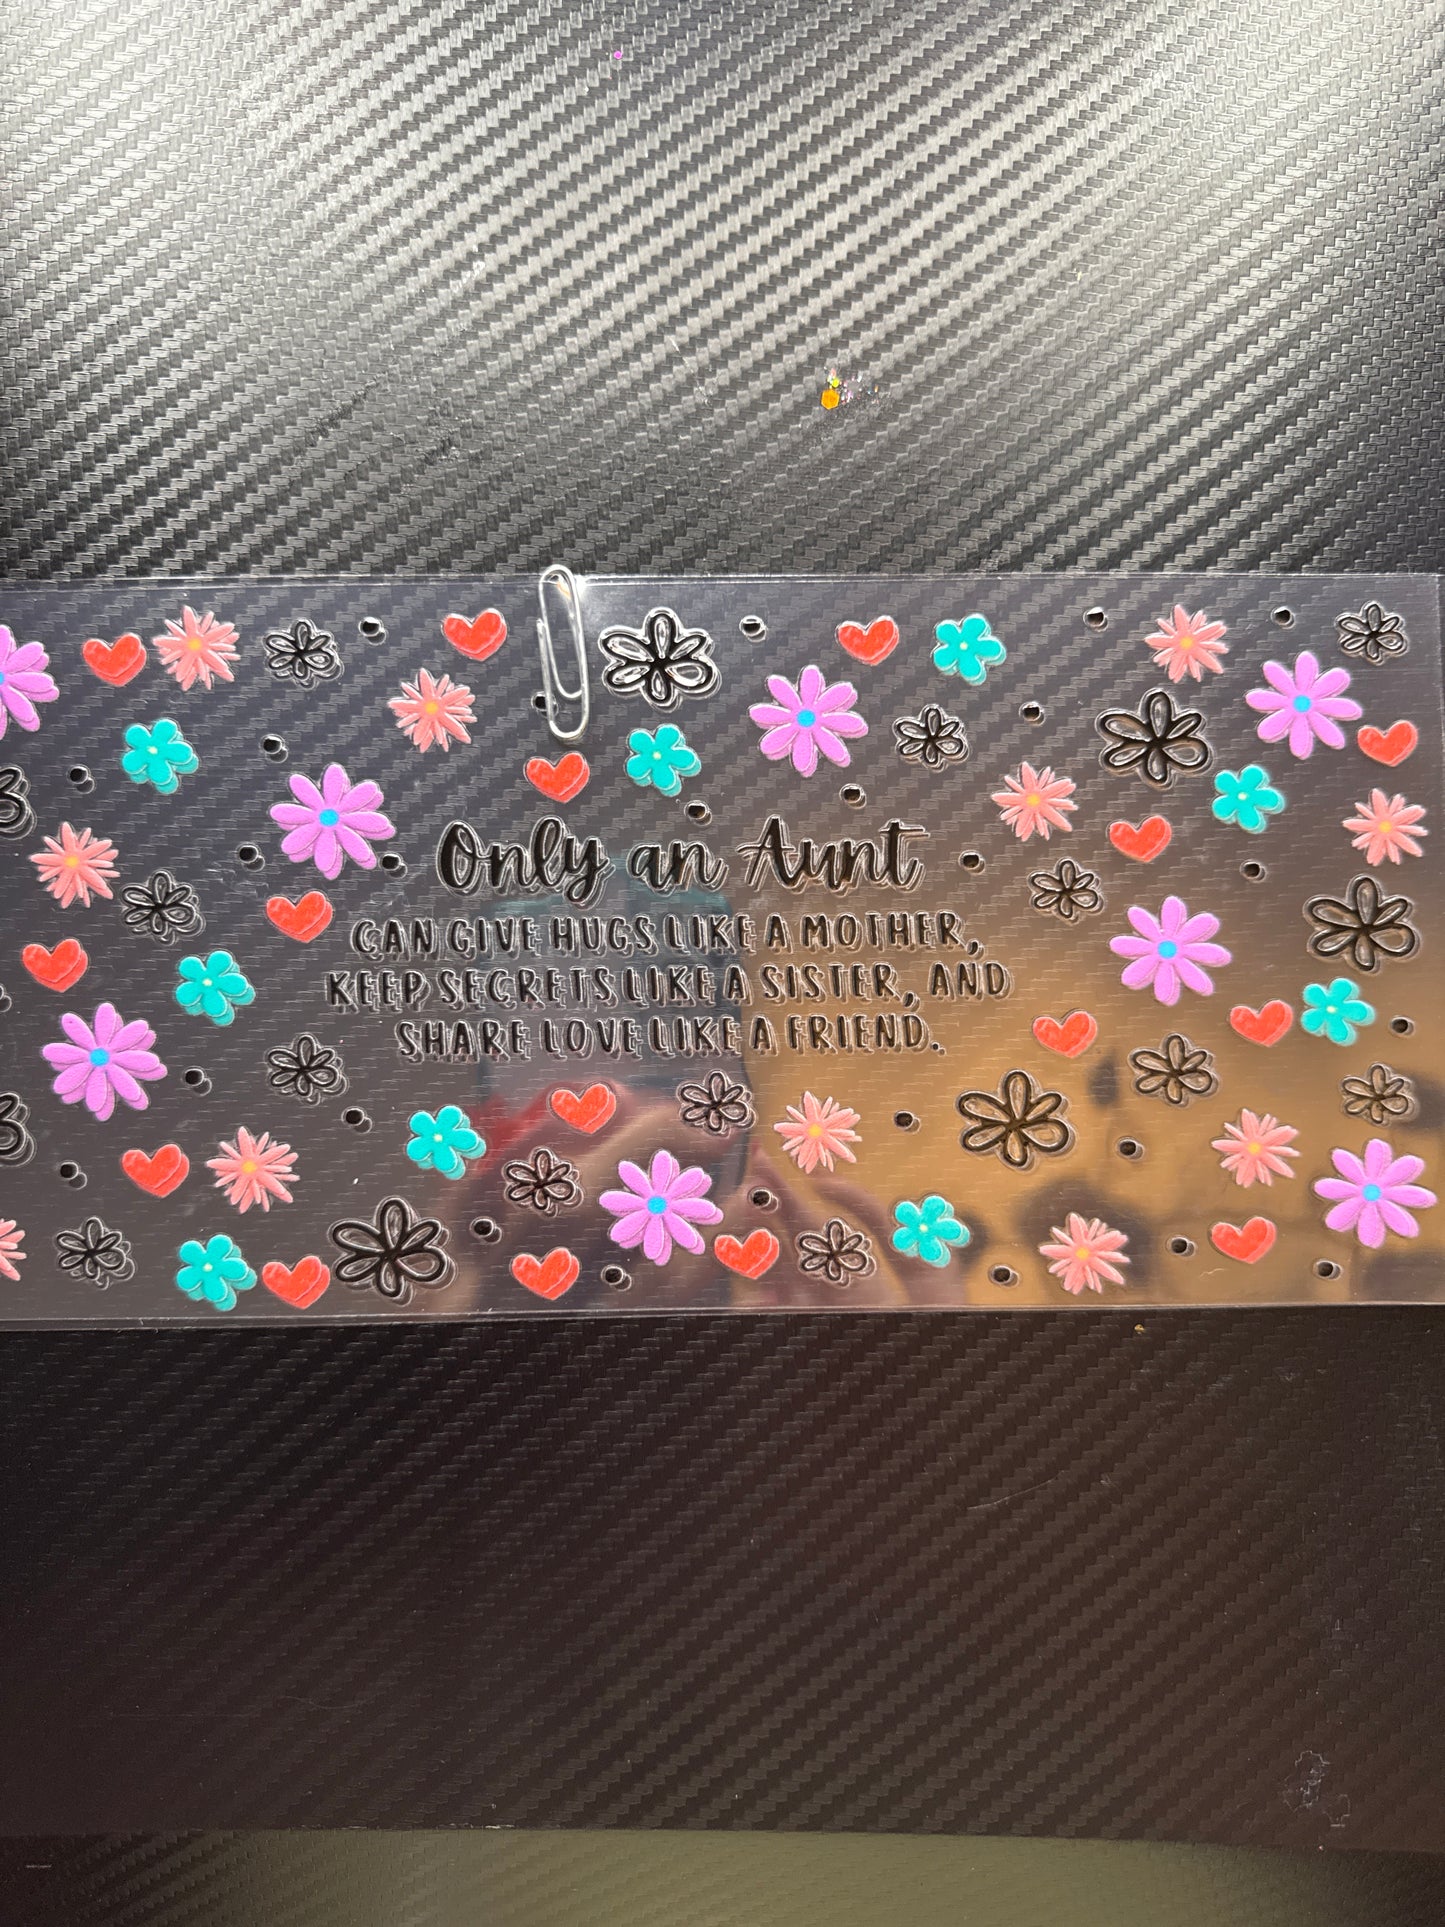 Only an Aunt
CAN GIVE HUGS LIKE A MOTHER,
KEEP SECRETS LIKE A SISTER, AND
SHARE LOVE LIKE A FRIEND.